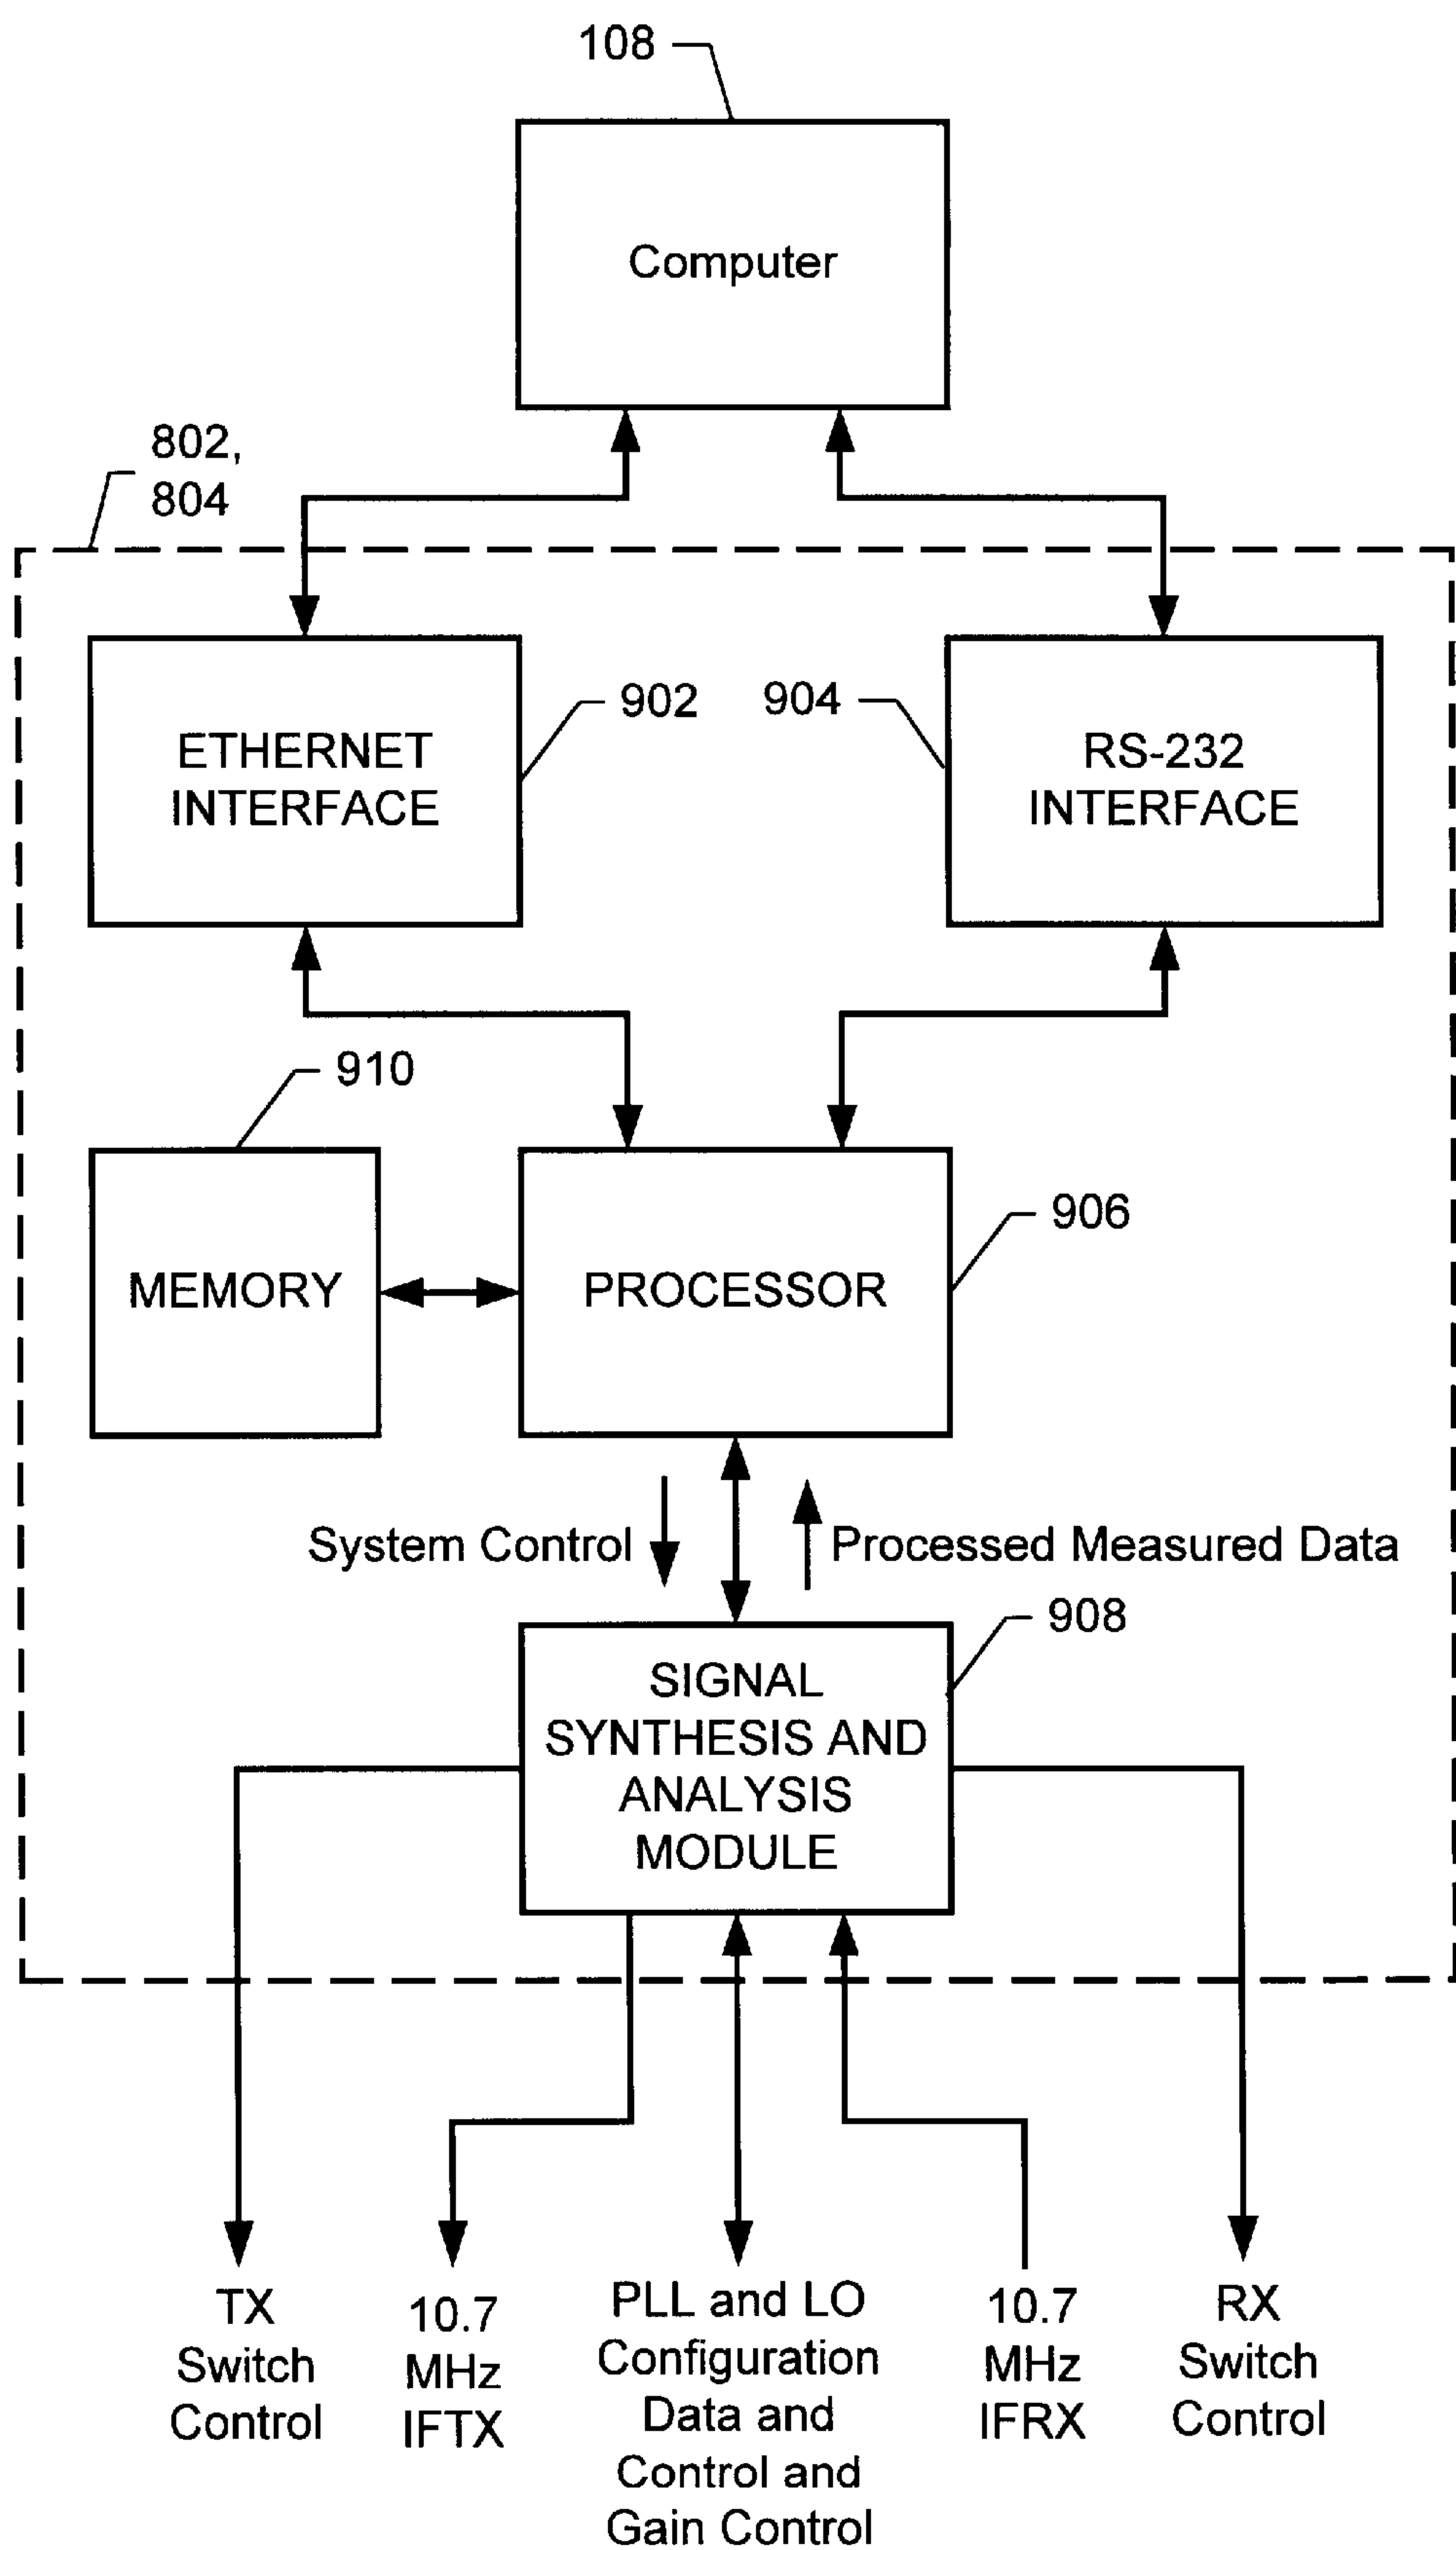 108
Computer
802,
804
ETHERNET
INTERFACE
902
904
RS-232
INTERFACE
910
MEMORY
PROCESSOR
906
System Control
Processed Measured Data
908
SIGNAL
SYNTHESIS AND
ANALYSIS
MODULE
TX
Switch
Control
10.7
MHz
IFTX
PLL and LO
Configuration
Data and
Control and
Gain Control
10.7
MHz
IFRX
RX
Switch
Control